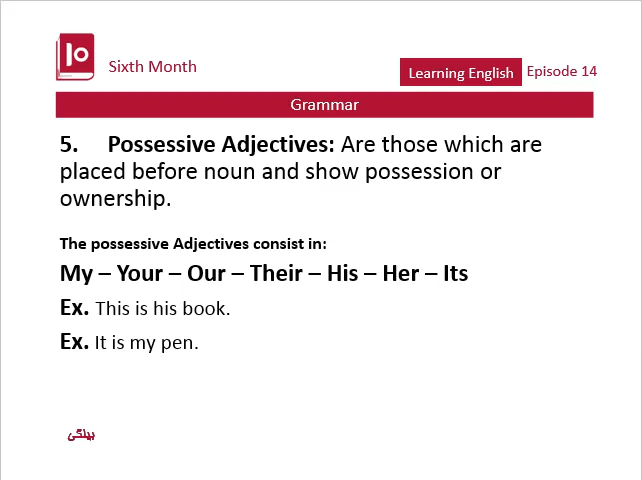 Sixth Month
Learning English Episode 14
Grammar
5. Possessive Adjectives: Are those which are
placed before noun and show possession or
ownership.
The possessive Adjectives consist in:
My – Your – Our – Their – His – Her – Its
Ex. This is his book.
Ex. It is my pen.